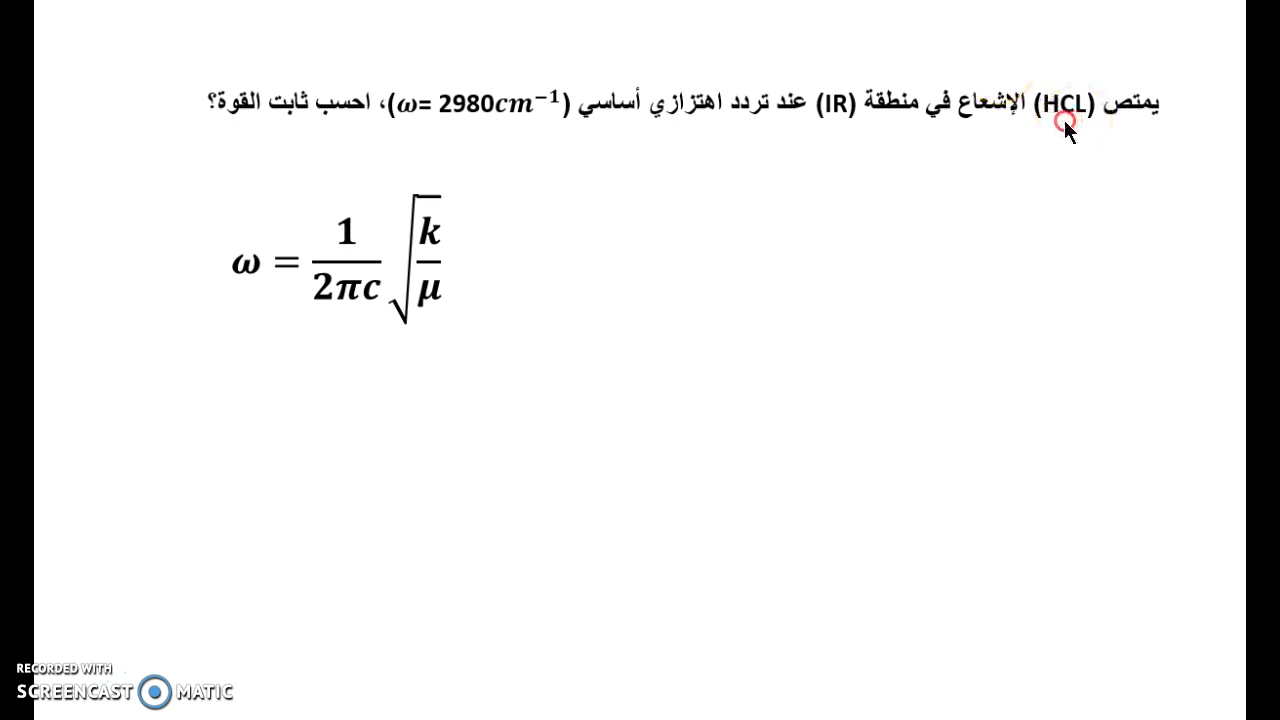 يمتص (HCL) الإشعاع في منطقة (IR) عند تردد اهتزازي أساسي (𝝎= 2980𝒄𝒎⁻¹)، احسب ثابت القوة؟
𝝎 = 1/(2𝝅𝒄) √(𝒌/𝝁)
RECORDED WITH
SCREENCAST MATIC